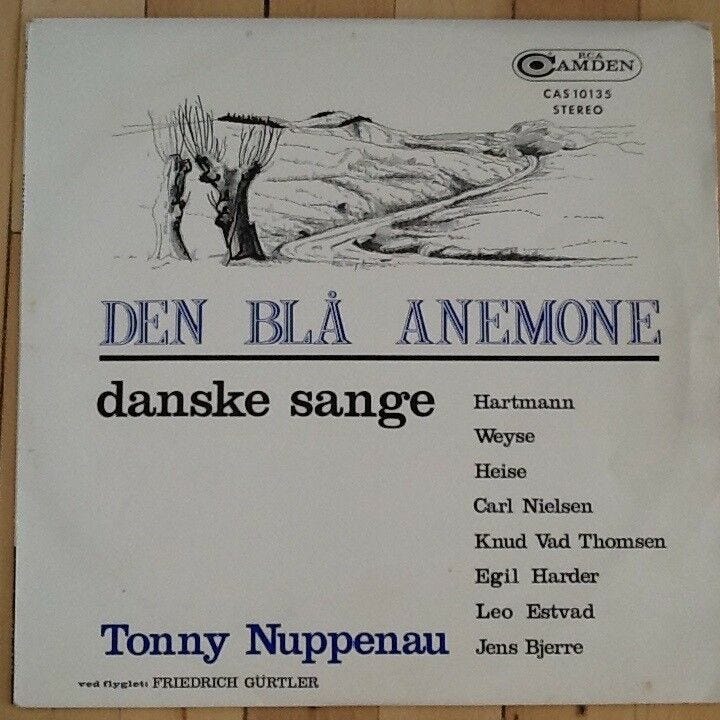 RCA
CAMDEN
CAS 10135
STEREO
DEN BLÅ ANEMONE
danske sange
Hartmann
Weyse
Heise
Carl Nielsen
Knud Vad Thomsen
Egil Harder
Leo Estvad
Jens Bjerre
Tonny Nuppenau
ved flyglet: FRIEDRICH GÜRTLER